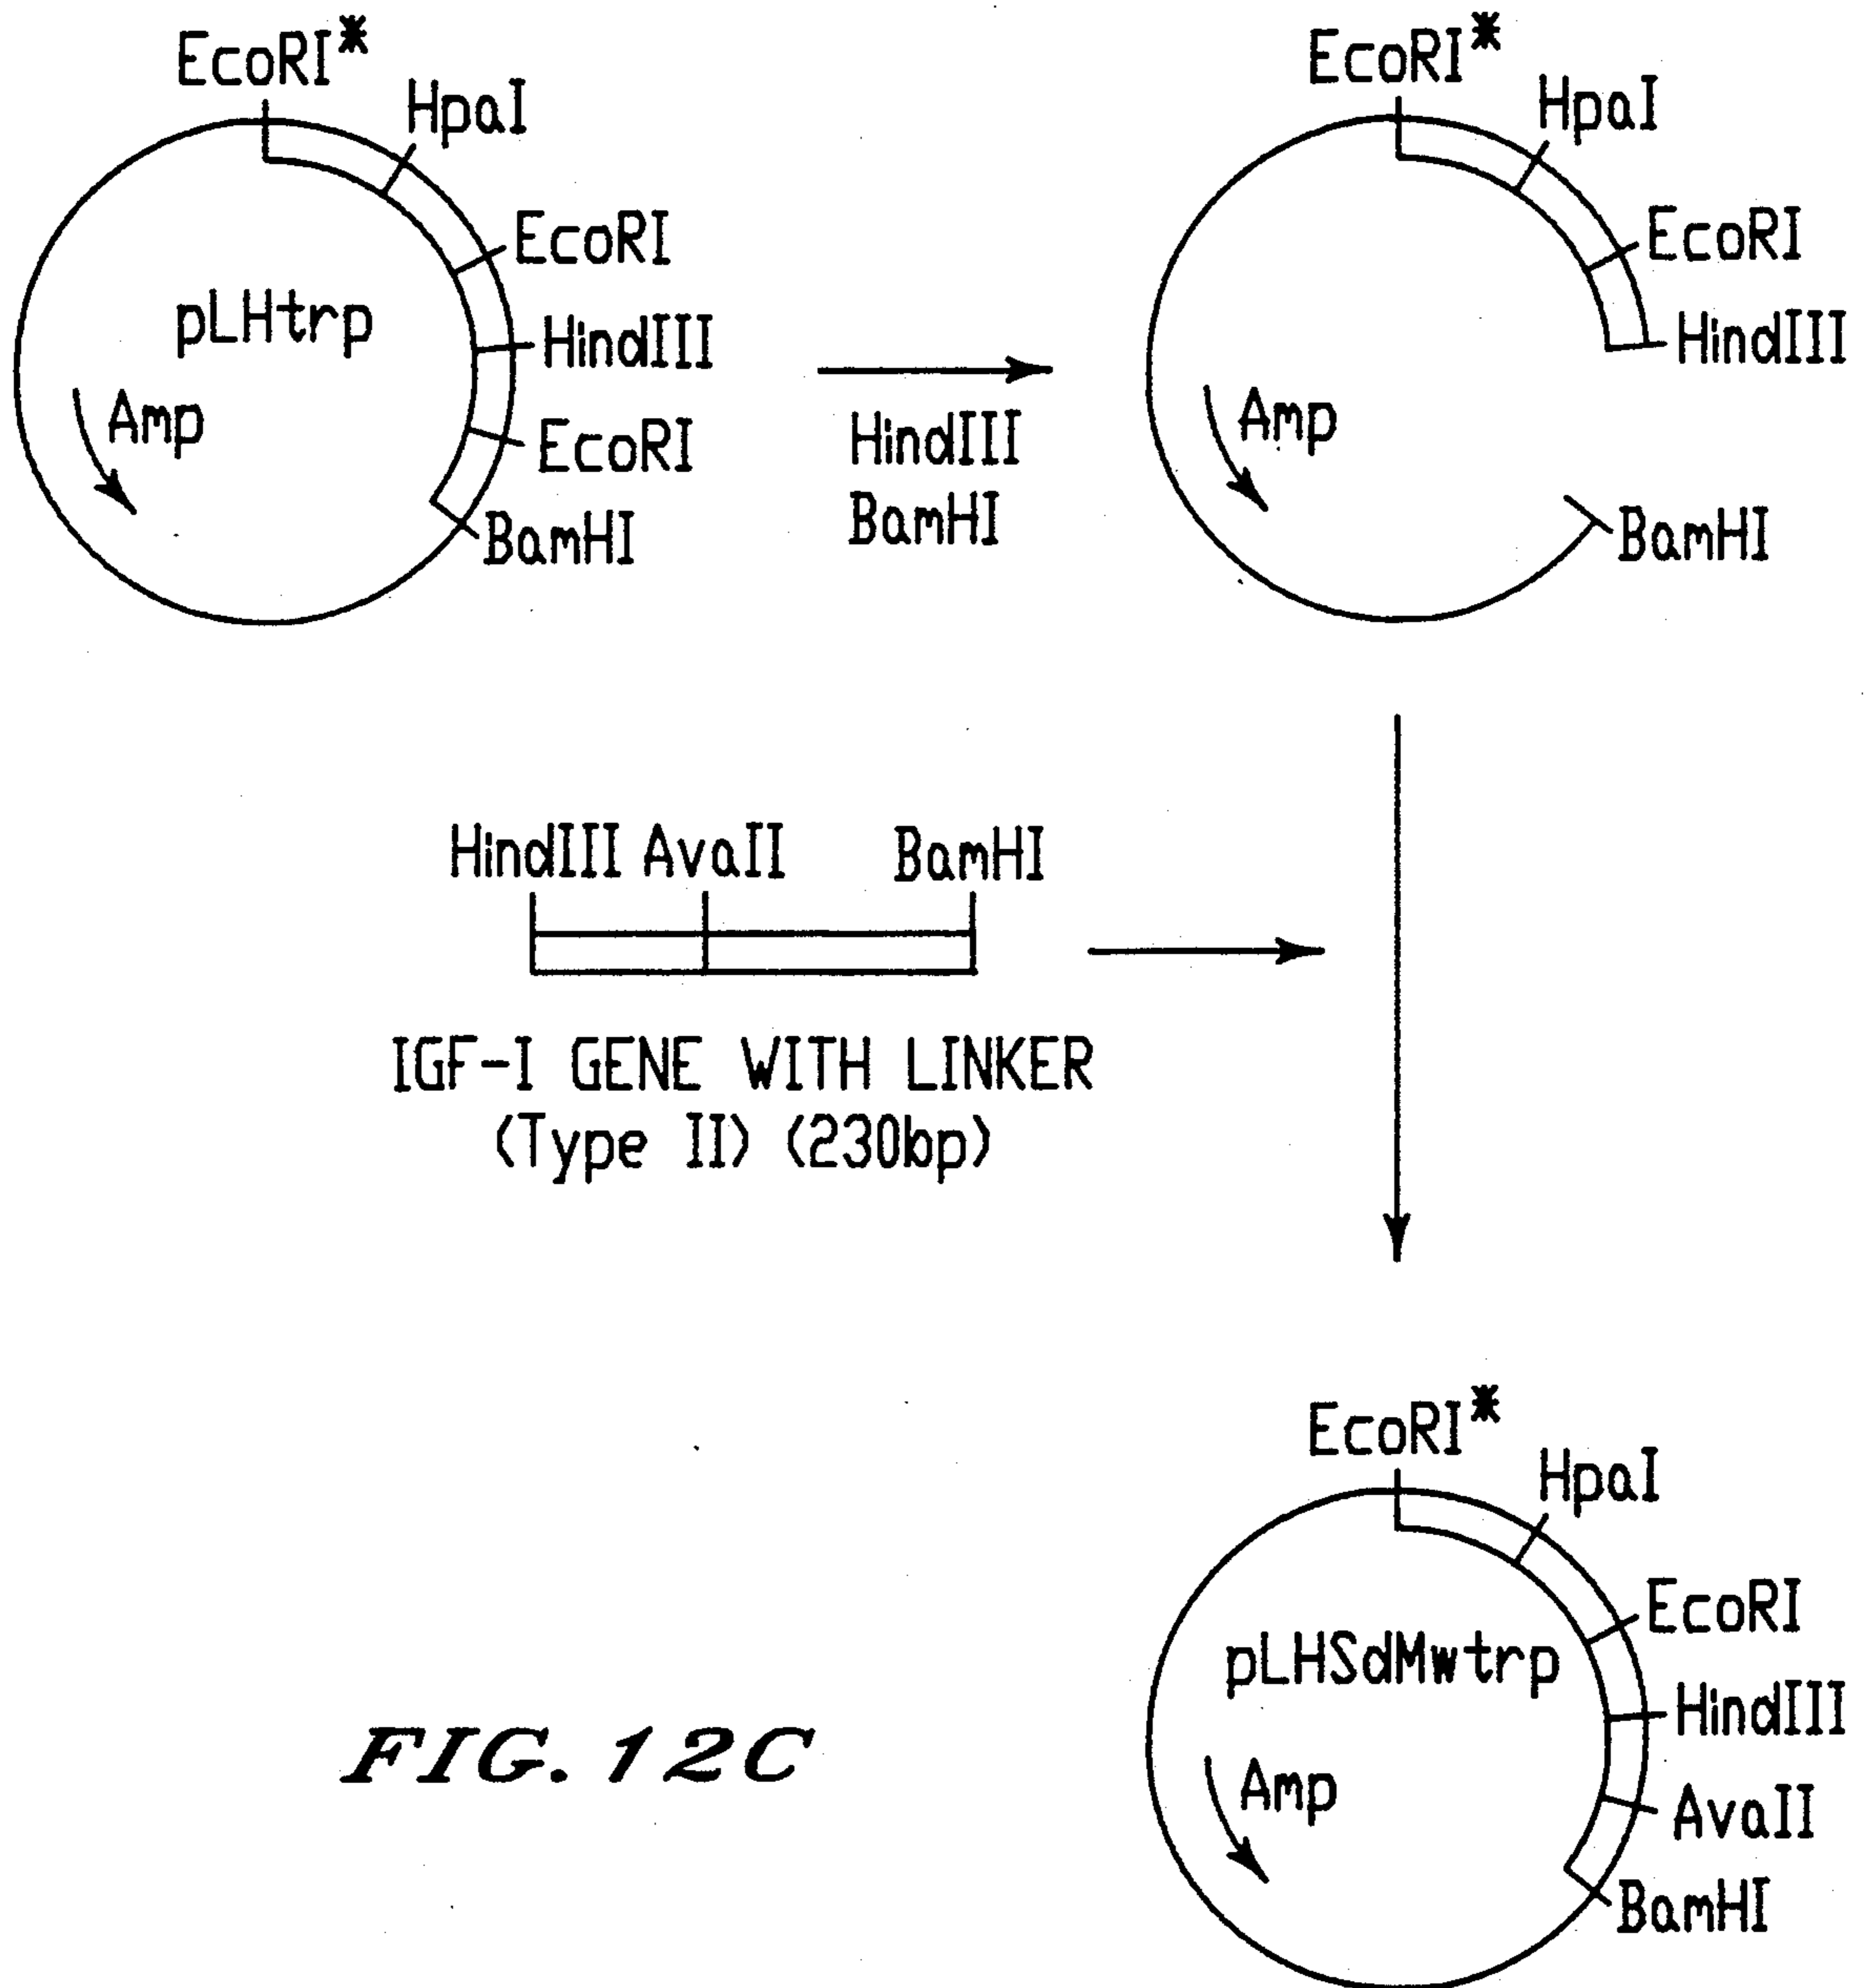 EcoRI*
HpaI
EcoRI
pLHtrp
HindIII
Amp
EcoRI
BamHI
HindIII
BamHI
EcoRI*
HpaI
EcoRI
HindIII
Amp
BamHI
HindIII AvaII BamHI
IGF-I GENE WITH LINKER
(Type II) (230bp)
EcoRI*
HpaI
EcoRI
pLHSdMwtrp
HindIII
Amp
AvaII
BamHI
FIG. 12C